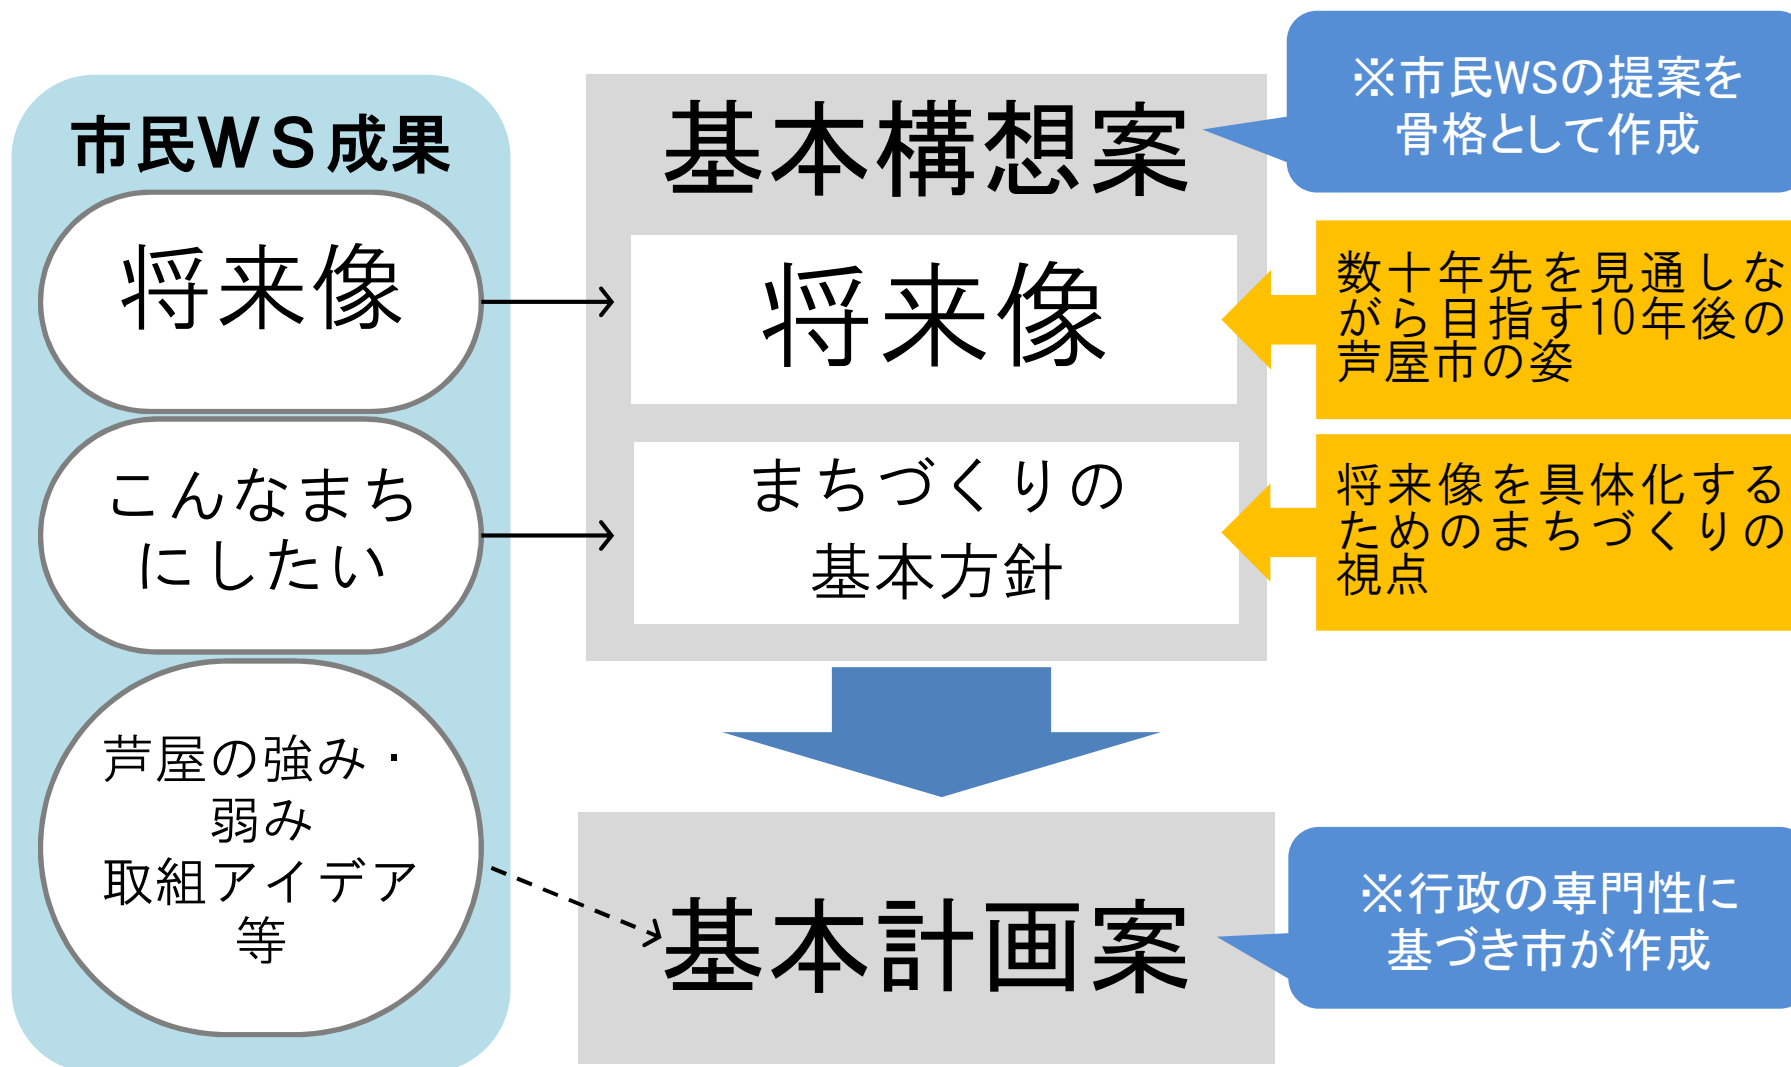 市民ＷＳ成果
将来像
こんなまち
にしたい
芦屋の強み・
弱み
取組アイデア
等
基本構想案
将来像
まちづくりの
基本方針
基本計画案
※市民WSの提案を
骨格として作成
数十年先を見通しな
がら目指す10年後の
芦屋市の姿
将来像を具体化する
ためのまちづくりの
視点
※行政の専門性に
基づき市が作成